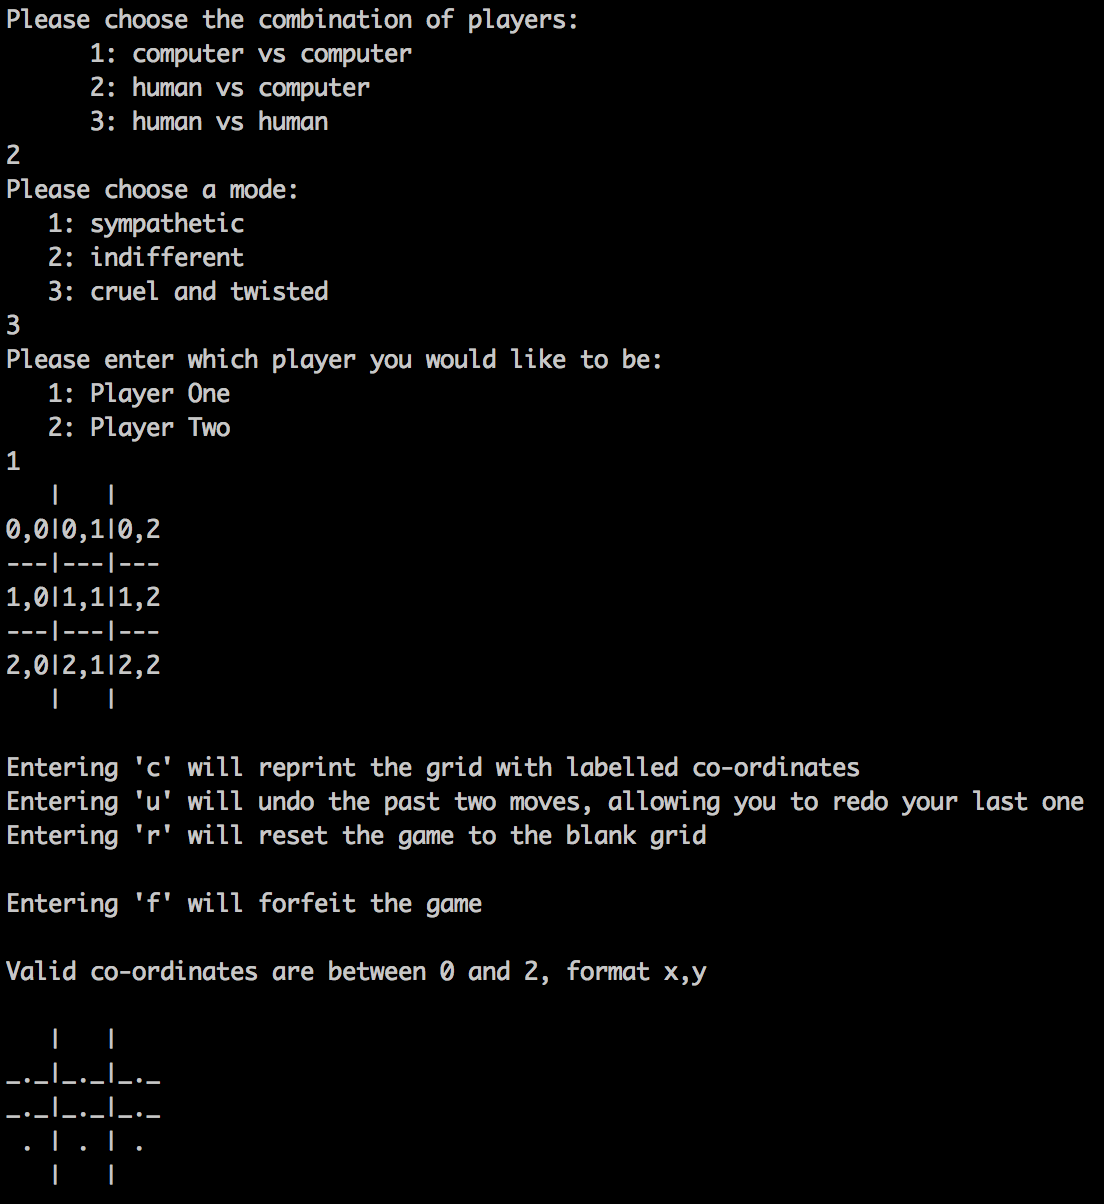 Please choose the combination of players:
      1: computer vs computer
      2: human vs computer
      3: human vs human
2
Please choose a mode:
   1: sympathetic
   2: indifferent
   3: cruel and twisted
3
Please enter which player you would like to be:
   1: Player One
   2: Player Two
1
   |   |
0,0|0,1|0,2
---|---|---
1,0|1,1|1,2
---|---|---
2,0|2,1|2,2
   |   |

Entering 'c' will reprint the grid with labelled co-ordinates
Entering 'u' will undo the past two moves, allowing you to redo your last one
Entering 'r' will reset the game to the blank grid

Entering 'f' will forfeit the game

Valid co-ordinates are between 0 and 2, format x,y

   |   |
_._|_._|_._
_._|_._|_._
 . | . | .
   |   |